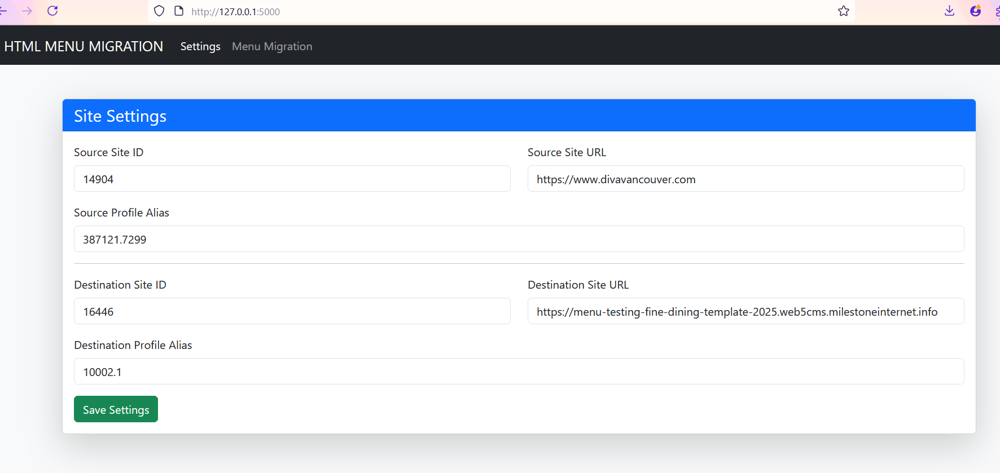 http://127.0.0.1:5000
HTML MENU MIGRATION Settings Menu Migration
Site Settings
Source Site ID
14904
Source Site URL
https://www.divavancouver.com
Source Profile Alias
387121.7299
Destination Site ID
16446
Destination Site URL
https://menu-testing-fine-dining-template-2025.web5cms.milestoneinternet.info
Destination Profile Alias
10002.1
Save Settings